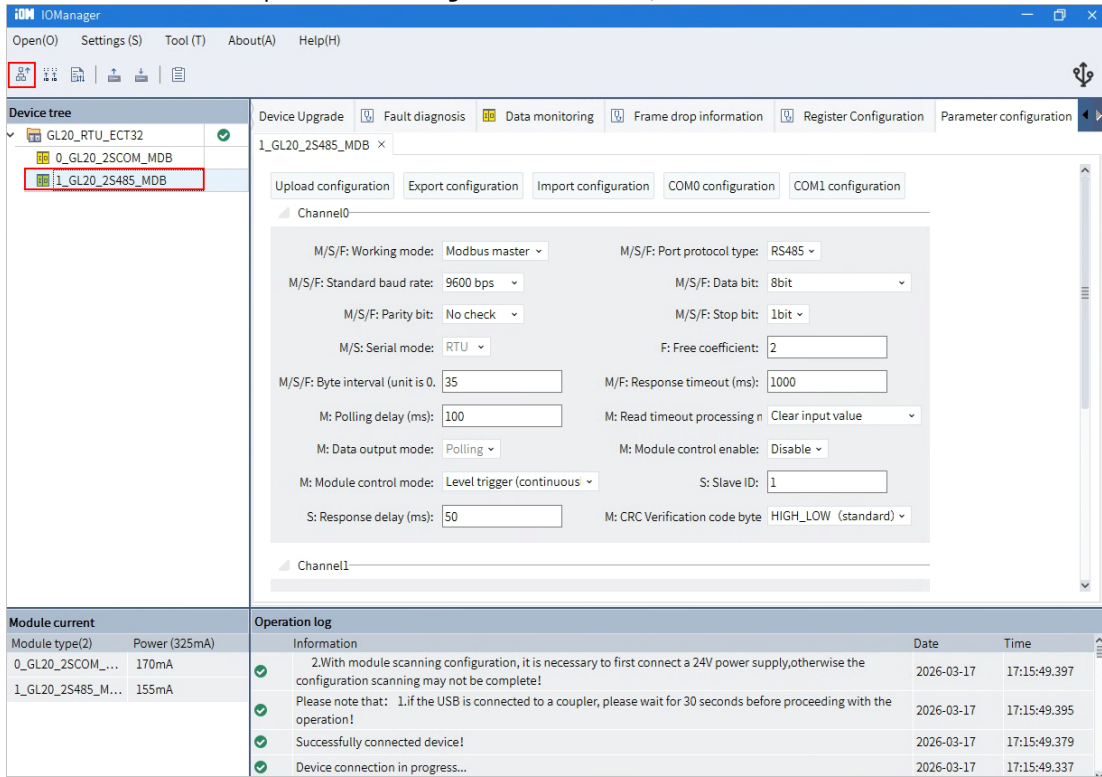 iOM IOManager
Open(O) Settings (S) Tool (T) About(A) Help(H)
Device tree
GL20_RTU_ECT32
0_GL20_2SCOM_MDB
1_GL20_2S485_MDB
Device Upgrade Fault diagnosis Data monitoring Frame drop information Register Configuration Parameter configuration
1_GL20_2S485_MDB ×
Upload configuration Export configuration Import configuration COM0 configuration COM1 configuration
Channel0
M/S/F: Working mode: Modbus master M/S/F: Port protocol type: RS485
M/S/F: Standard baud rate: 9600 bps M/S/F: Data bit: 8bit
M/S/F: Parity bit: No check M/S/F: Stop bit: 1bit
M/S: Serial mode: RTU F: Free coefficient: 2
M/S/F: Byte interval (unit is 0. 35 M/F: Response timeout (ms): 1000
M: Polling delay (ms): 100 M: Read timeout processing n Clear input value
M: Data output mode: Polling M: Module control enable: Disable
M: Module control mode: Level trigger (continuous S: Slave ID: 1
S: Response delay (ms): 50 M: CRC Verification code byte HIGH_LOW (standard)
Channel1
Module current
Module type(2) Power (325mA)
0_GL20_2SCOM_... 170mA
1_GL20_2S485_M... 155mA
Operation log
Information Date Time
2.With module scanning configuration, it is necessary to first connect a 24V power supply,otherwise the
configuration scanning may not be complete! 2026-03-17 17:15:49.397
Please note that: 1.if the USB is connected to a coupler, please wait for 30 seconds before proceeding with the
operation! 2026-03-17 17:15:49.395
Successfully connected device! 2026-03-17 17:15:49.379
Device connection in progress... 2026-03-17 17:15:49.337